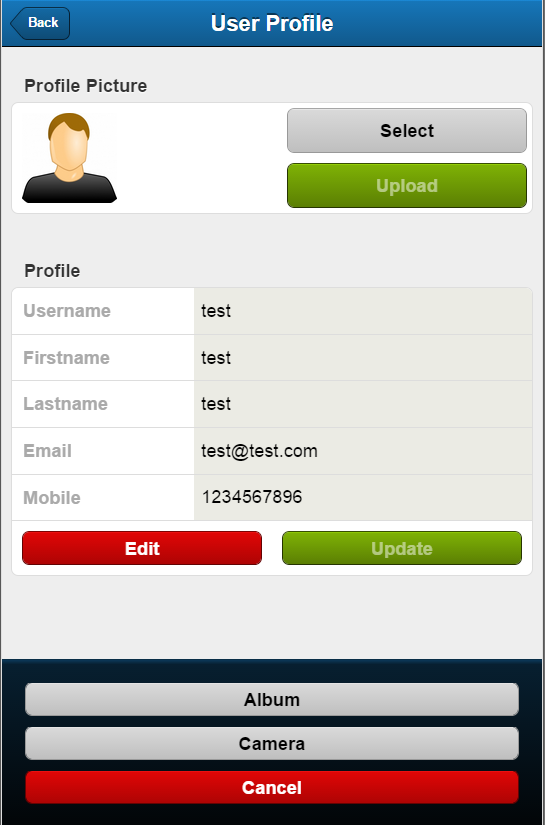 Back
User Profile
Profile Picture
Select
Upload
Profile
Username test
Firstname test
Lastname test
Email test@test.com
Mobile 1234567896
Edit Update
Album
Camera
Cancel